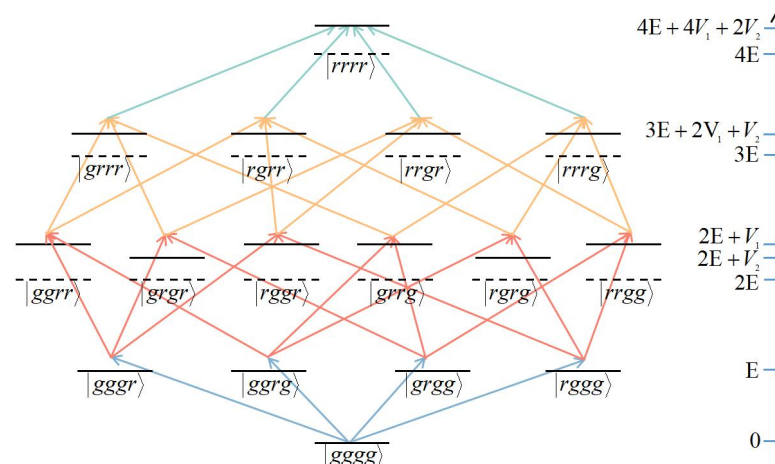 4E+4V₁+2V₂
4E
|rrrr⟩
3E+2V₁+V₂
3E
|grrr⟩ |rgrr⟩ |rrgr⟩ |rrrg⟩
2E+V₁
2E+V₂
2E
|ggrr⟩ |grgr⟩ |rggr⟩ |grrg⟩ |rgrg⟩ |rrgg⟩
E
|gggr⟩ |ggrg⟩ |grgg⟩ |rggg⟩
0
|gggg⟩